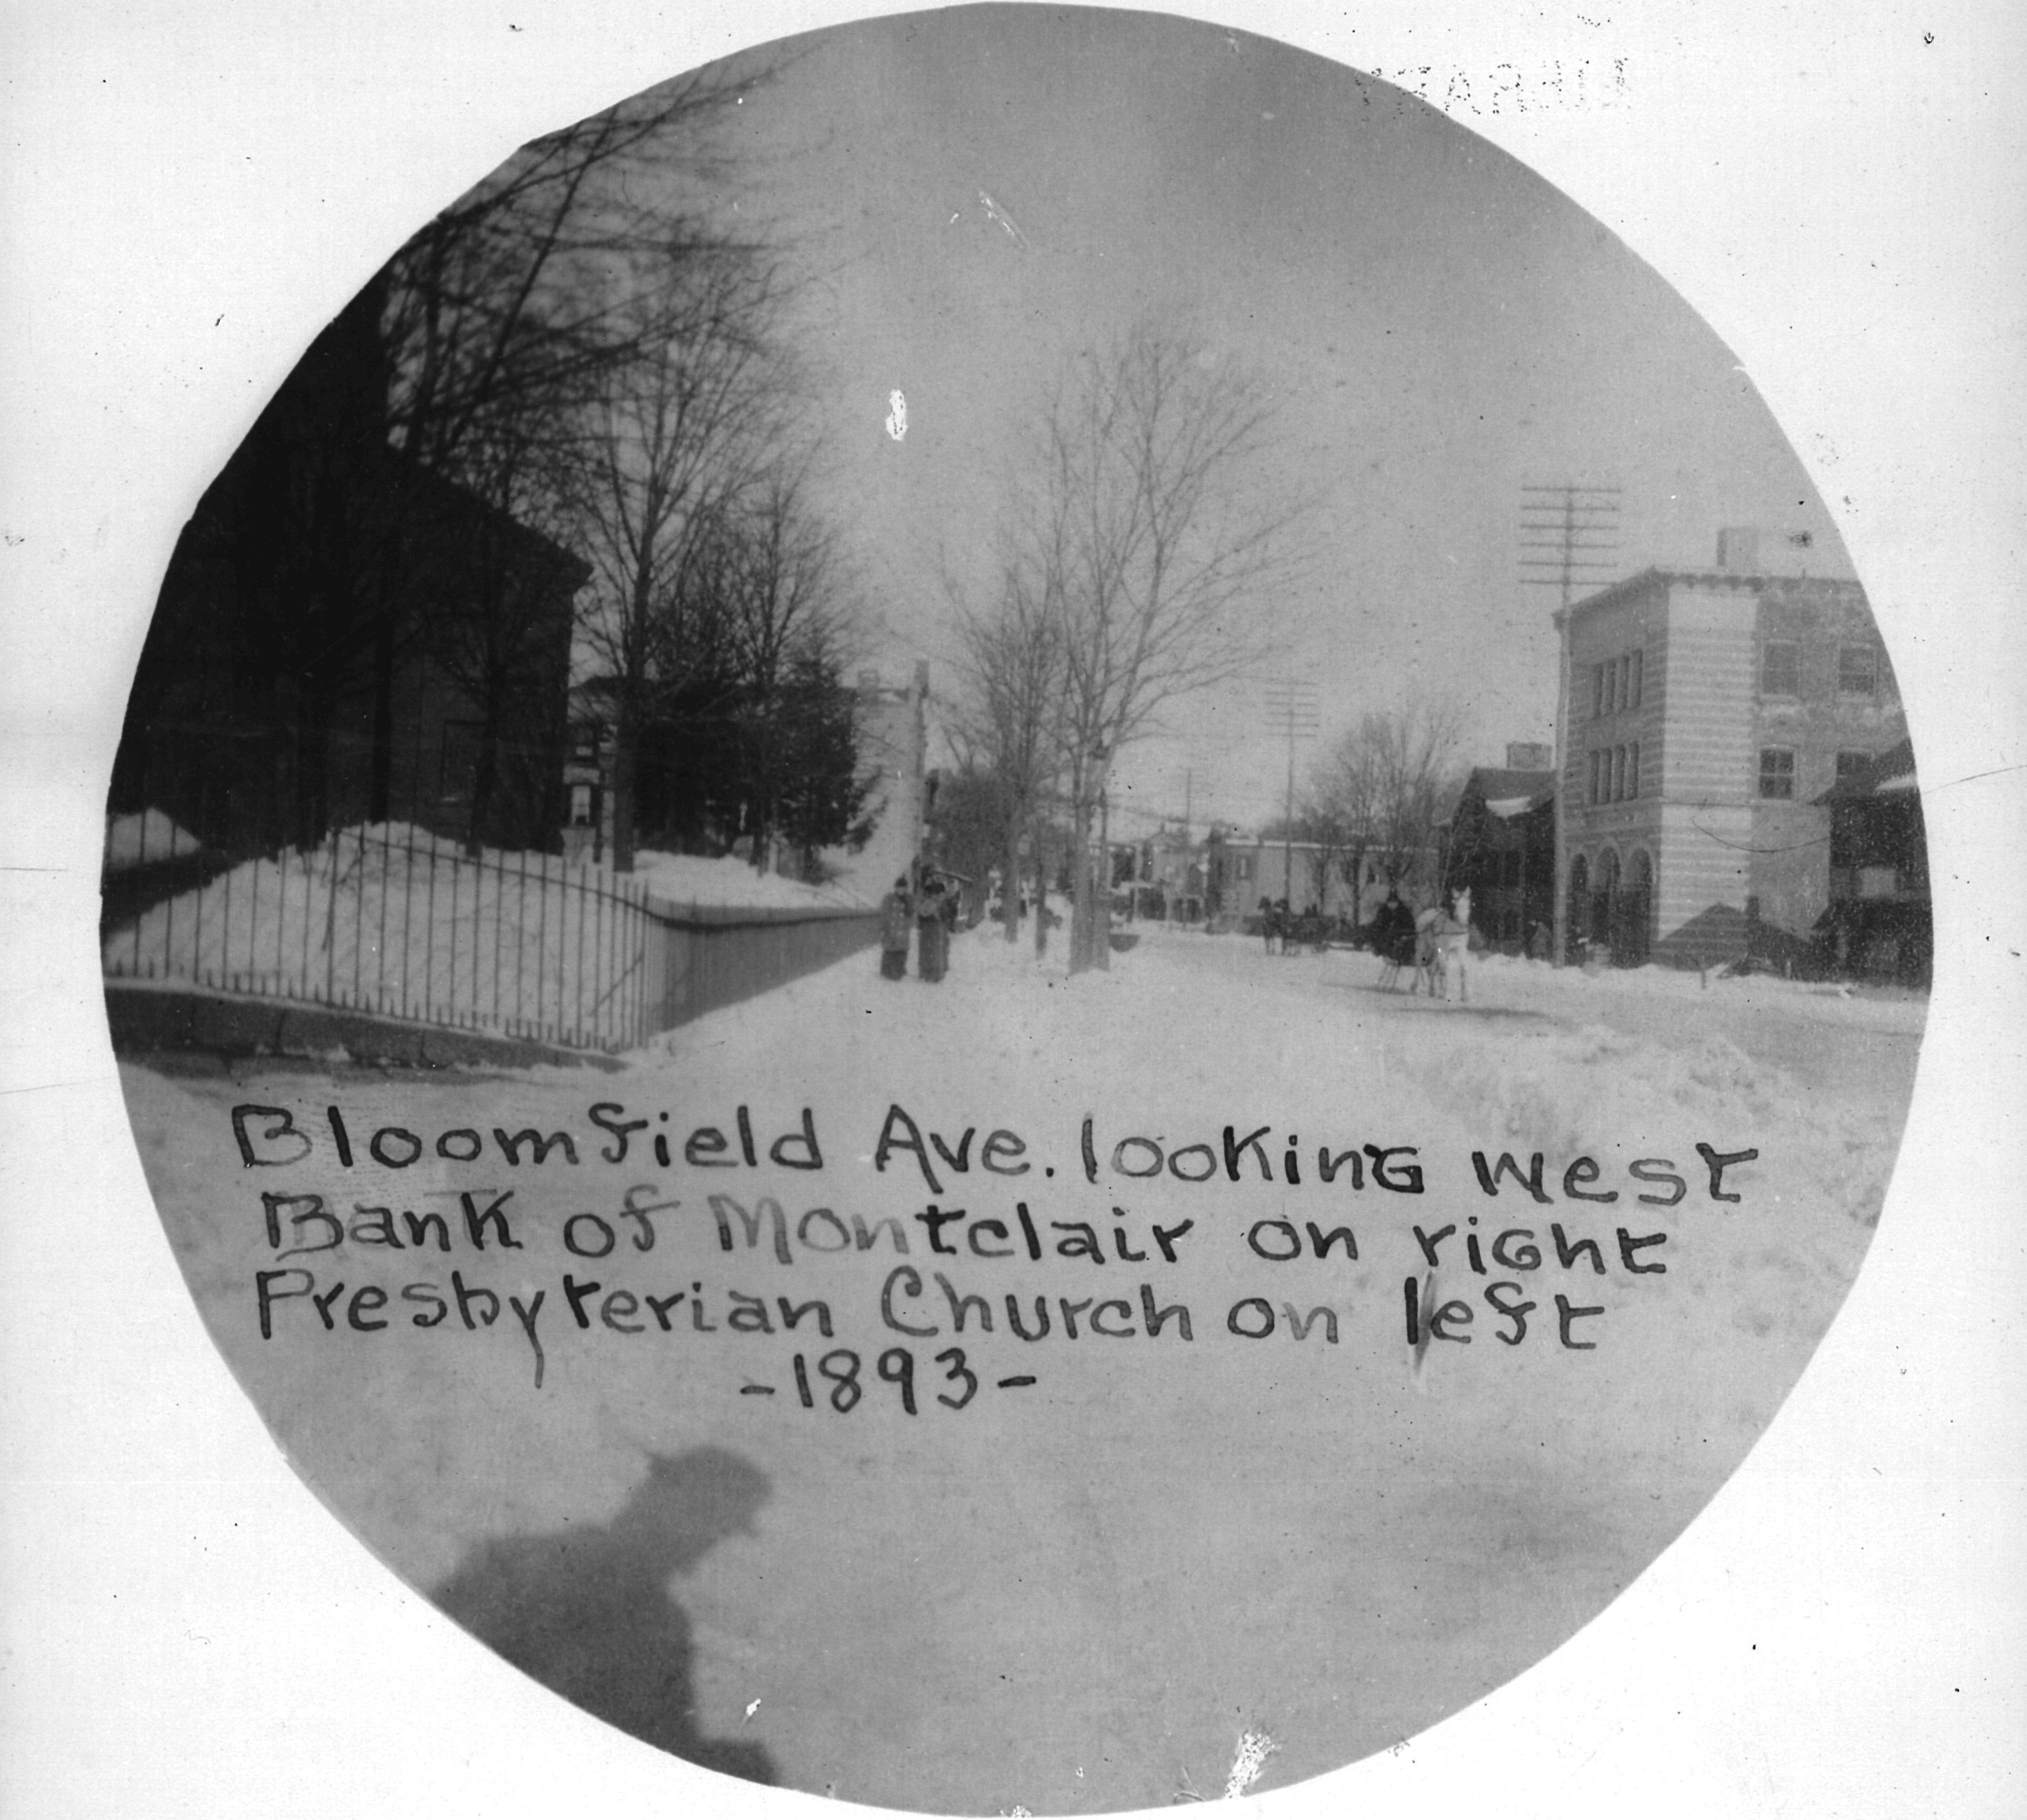 Bloomfield Ave. looking west
Bank of Montclair on right
Presbyterian Church on left
-1893-